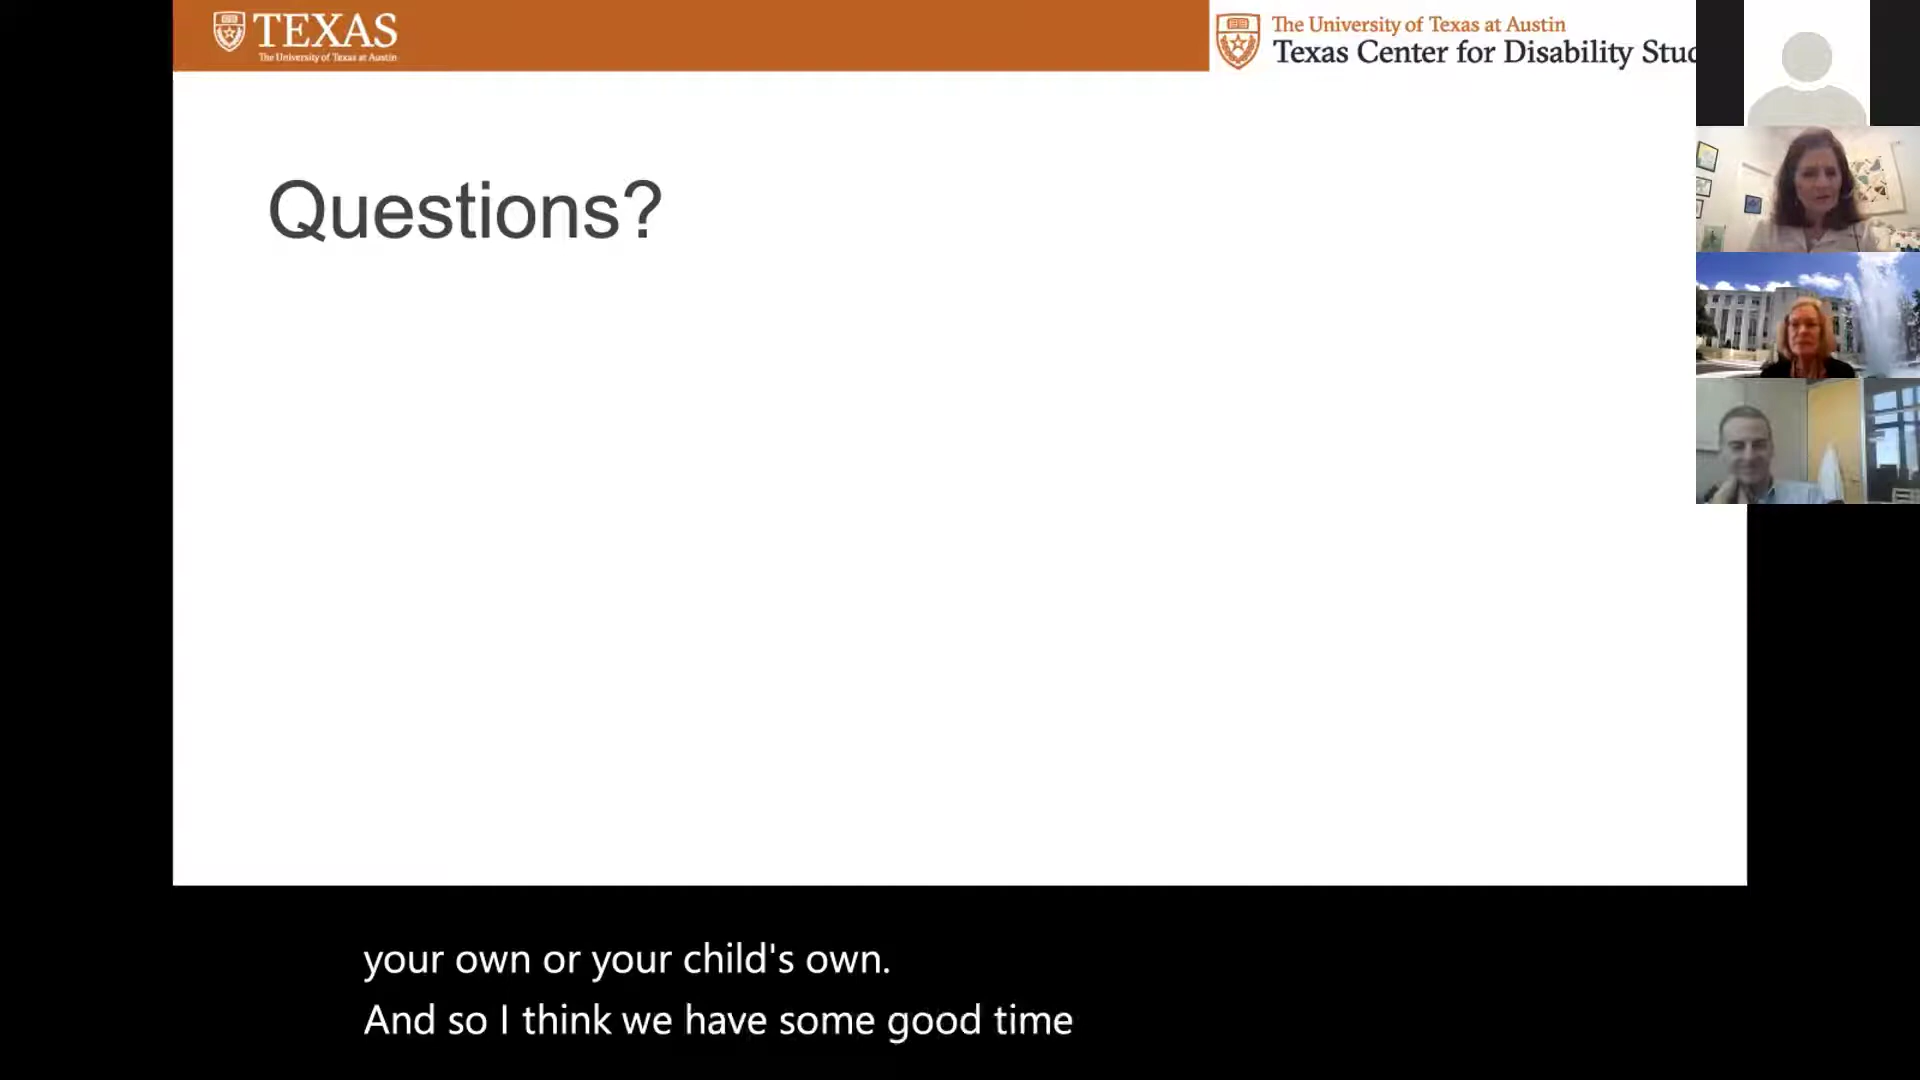 TEXAS
The University of Texas at Austin
The University of Texas at Austin
Texas Center for Disability Stud
Questions?
your own or your child's own.
And so I think we have some good time